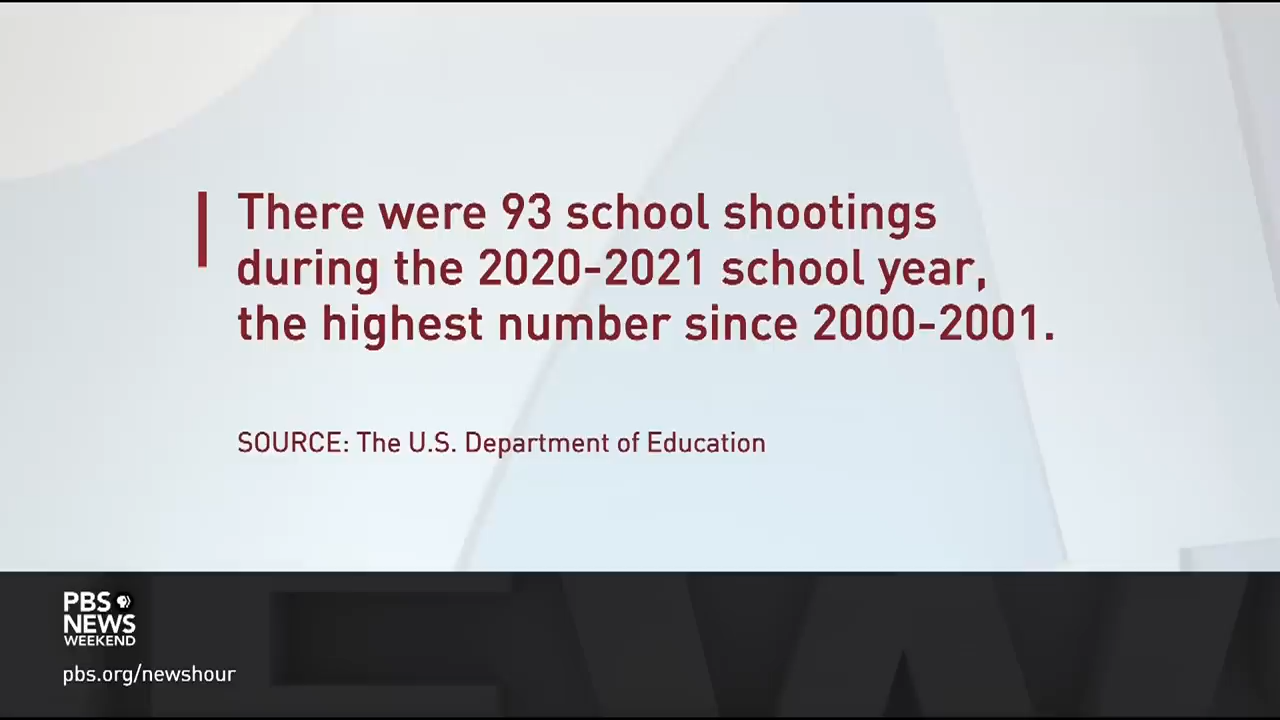 There were 93 school shootings
during the 2020-2021 school year,
the highest number since 2000-2001.
SOURCE: The U.S. Department of Education
PBS
NEWS
WEEKEND
pbs.org/newshour